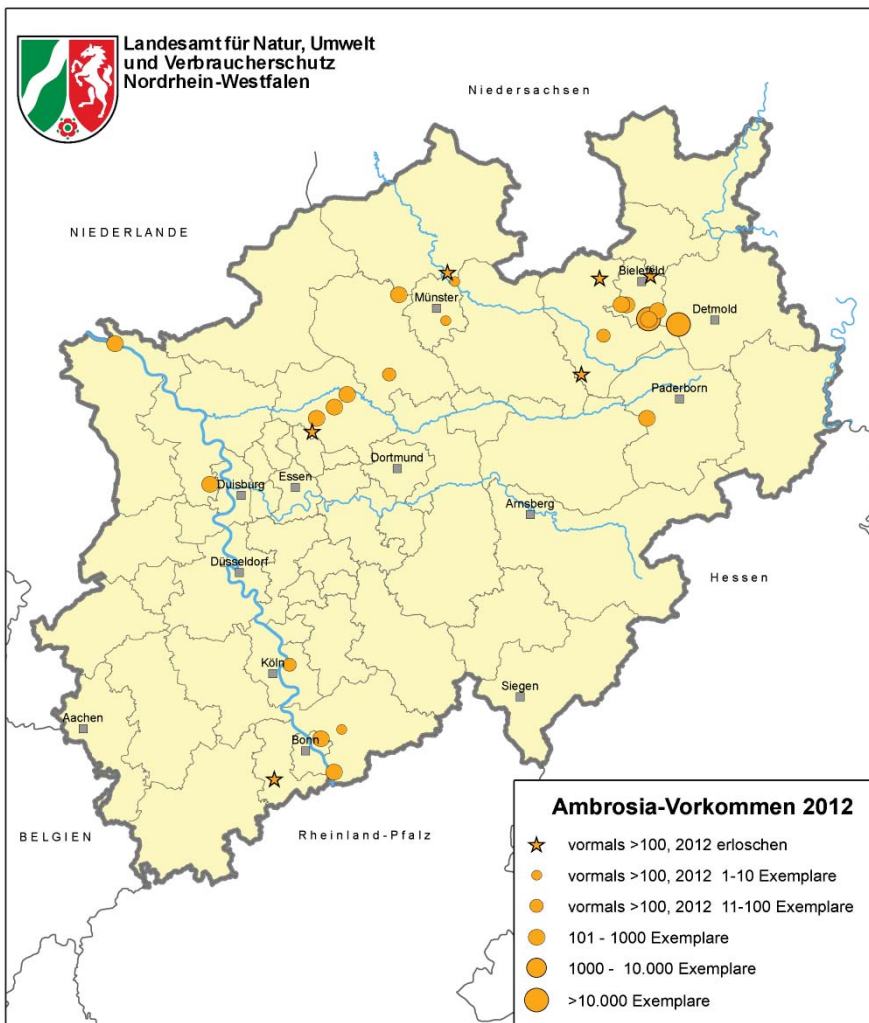 Landesamt für Natur, Umwelt
und Verbraucherschutz
Nordrhein-Westfalen
Niedersachsen
NIEDERLANDE
Bielefeld
Münster
Detmold
Paderborn
Dortmund
Essen
Duisburg
Arnsberg
Düsseldorf
Hessen
Köln
Siegen
Aachen
Bonn
BELGIEN
Rheinland-Pfalz
Ambrosia-Vorkommen 2012
vormals >100, 2012 erloschen
vormals >100, 2012 1-10 Exemplare
vormals >100, 2012 11-100 Exemplare
101 - 1000 Exemplare
1000 - 10.000 Exemplare
>10.000 Exemplare